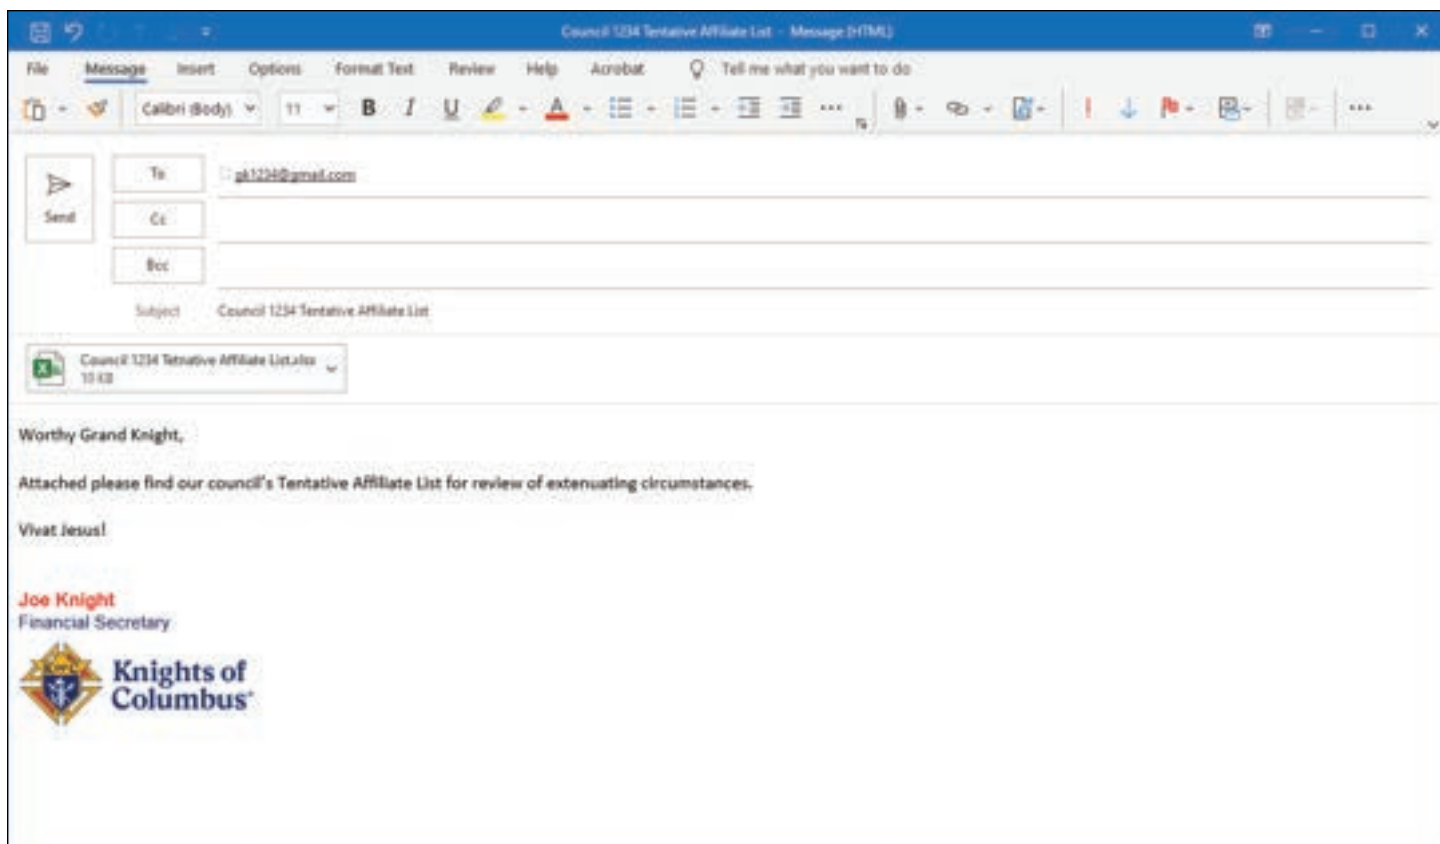 Council 1234 Tentative Affiliate List - Message (HTML)
File Message Insert Options Format Text Review Help Acrobat Tell me what you want to do
Calibri (Body) 11 B I U A
To gk1234@gmail.com
Send Cc
Bcc
Subject Council 1234 Tentative Affiliate List
Council 1234 Tetnative Affiliate List.xlsx
10 KB
Worthy Grand Knight,
Attached please find our council's Tentative Affiliate List for review of extenuating circumstances.
Vivat Jesus!
Joe Knight
Financial Secretary
Knights of
Columbus®